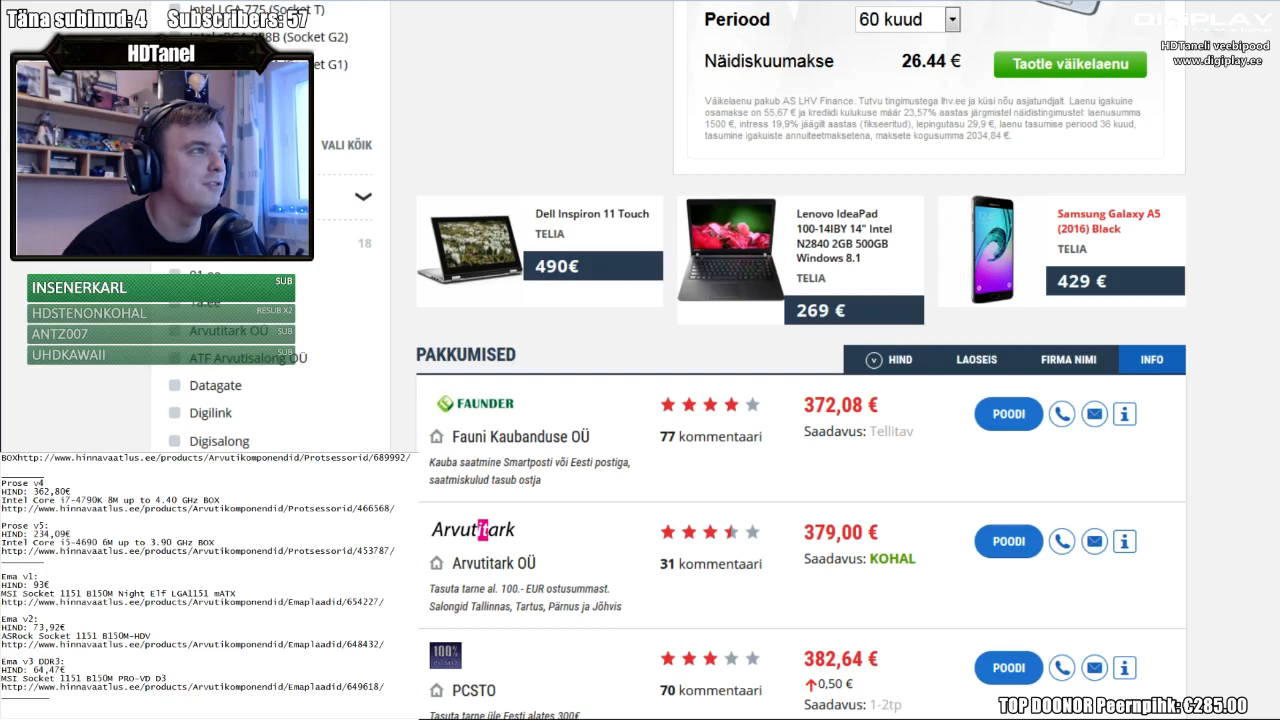 Täna subinud: 4 Subscribers: 57
Intel LGA 775 (Socket T)
(Socket G2)
HDTanel
VALI KÕIK
18
INSENERKARL SUB
HDSTENONKOHAL RESUB X2
ANTZ007 SUB
UHDKAWAII SUB
Arvutitark OÜ
ATF Arvutisalong OÜ
Datagate
Digilink
Digisalong
BOXhttp://www.hinnavaatlus.ee/products/Arvutikomponendid/Protsessorid/689992/
Prose v4
HIND: 362,80€
Intel Core i7-4790K 8M up to 4.40 GHz BOX
http://www.hinnavaatlus.ee/products/Arvutikomponendid/Protsessorid/466568/
Prose v5:
HIND: 234,09€
Intel Core i5-4690 6M up to 3.90 GHz BOX
http://www.hinnavaatlus.ee/products/Arvutikomponendid/Protsessorid/453787/
Ema v1:
HIND: 93€
MSI Socket 1151 B150M Night Elf LGA1151 mATX
http://www.hinnavaatlus.ee/products/Arvutikomponendid/Emaplaadid/654227/
Ema v2:
HIND: 73,92€
ASRock Socket 1151 B150M-HDV
http://www.hinnavaatlus.ee/products/Arvutikomponendid/Emaplaadid/648432/
Ema v3 DDR3:
HIND: 64,47€
MSI Socket 1151 B150M PRO-VD D3
http://www.hinnavaatlus.ee/products/Arvutikomponendid/Emaplaadid/649618/
Periood 60 kuud
Näidiskuumakse 26.44 € Taotle väikelaenu
DIGIPLAY
HDTaneli veebipood
www.digiplay.ee
Väikelaenu pakub AS LHV Finance. Tutvu tingimustega lhv.ee ja küsi nõu asjatundjalt. Laenu igakuine
osamakse on 55,67 € ja krediidi kulukuse määr 23,57% aastas järgmistel näidistingimustel: laenusumma
1500 €, intress 19,9% jäägilt aastas (fikseeritud), lepingutasu 29,9 €, laenu tasumise periood 36 kuud,
tasumine igakuiste annuiteetmaksetena, maksete kogusumma 2034,84 €.
Dell Inspiron 11 Touch
TELIA
490€
Lenovo IdeaPad
100-14IBY 14" Intel
N2840 2GB 500GB
Windows 8.1
TELIA
269 €
Samsung Galaxy A5
(2016) Black
TELIA
429 €
PAKKUMISED
HIND LAOSEIS FIRMA NIMI INFO
FAUNDER
Fauni Kaubanduse OÜ
Kauba saatmine Smartposti või Eesti postiga,
saatmiskulud tasub ostja
77 kommentaari
372,08 €
Saadavus: Tellitav
POODI
Arvutitark
Arvutitark OÜ
Tasuta tarne al. 100.- EUR ostusummast.
Salongid Tallinnas, Tartus, Pärnus ja Jõhvis
31 kommentaari
379,00 €
Saadavus: KOHAL
POODI
100%
PCSTO
Tasuta tarne üle Eesti alates 300€
70 kommentaari
382,64 €
0,50 €
Saadavus: 1-2tp
POODI
TOP DOONOR Peernpihk: €285.00